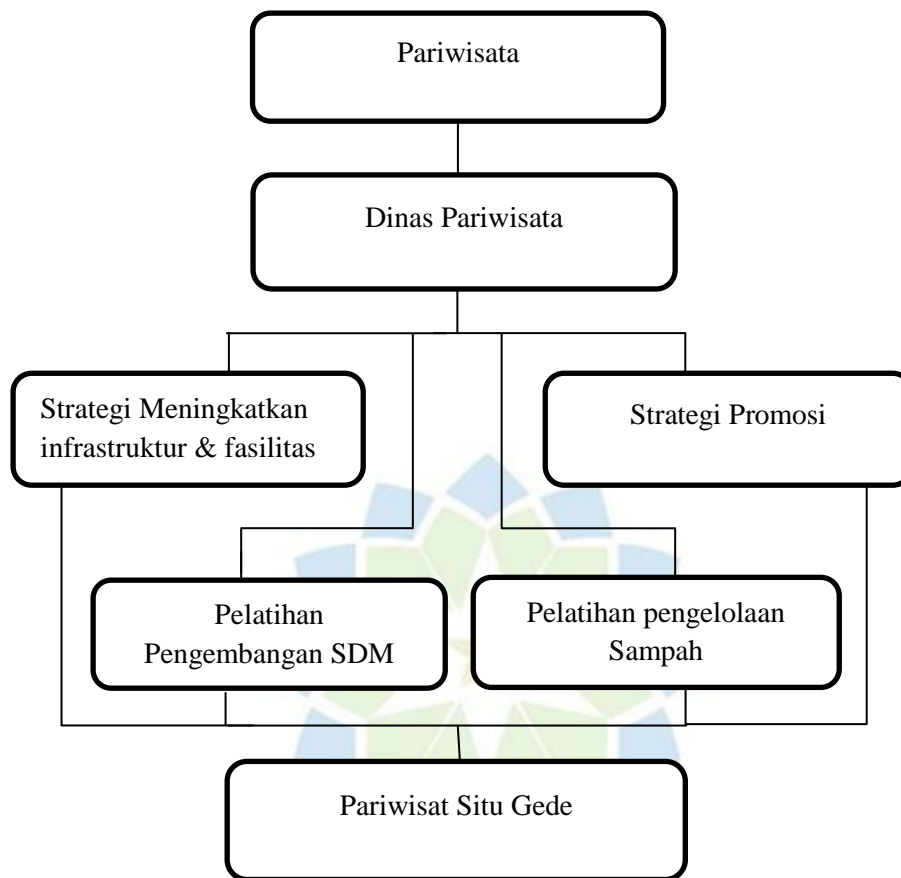 Pariwisata
Dinas Pariwisata
Strategi Meningkatkan
infrastruktur & fasilitas
Strategi Promosi
Pelatihan
Pengembangan SDM
Pelatihan pengelolaan
Sampah
Pariwisat Situ Gede